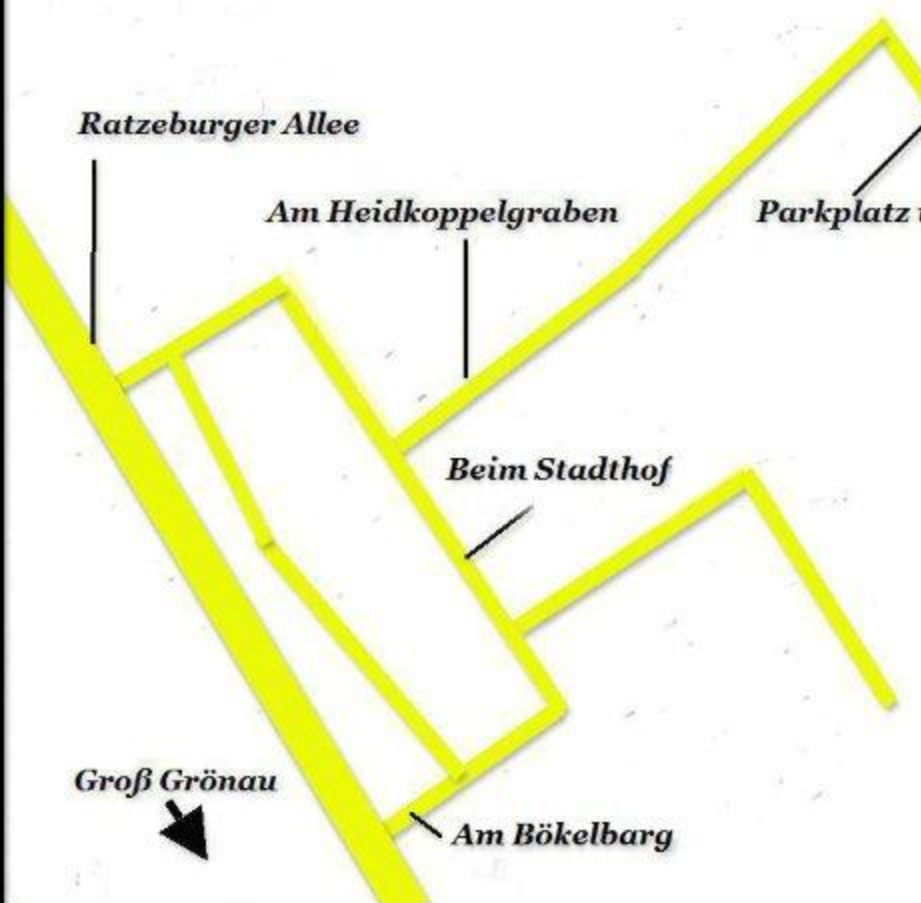 Ratzeburger Allee
Am Heidkoppelgraben
Parkplatz
Beim Stadthof
Groß Grönau
Am Bökelbarg